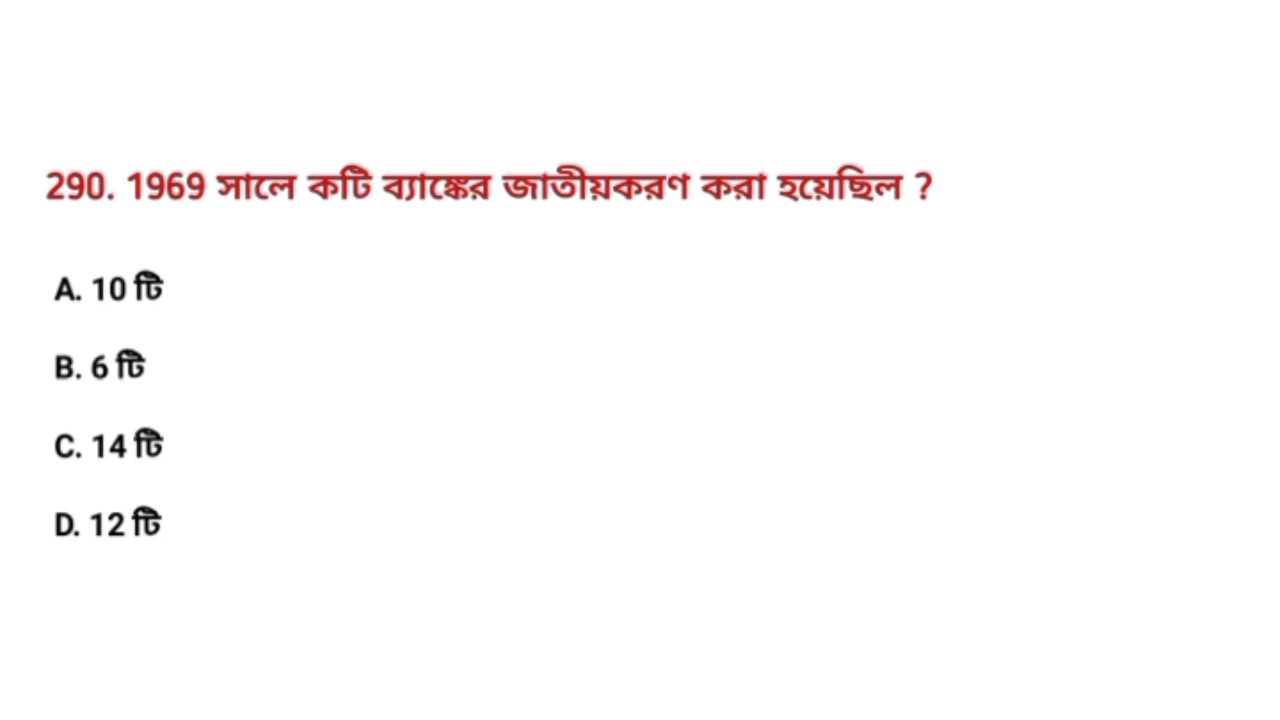 290. 1969 সালে কটি ব্যাঙ্কের জাতীয়করণ করা হয়েছিল ?
A. 10 টি
B. 6 টি
C. 14 টি
D. 12 টি